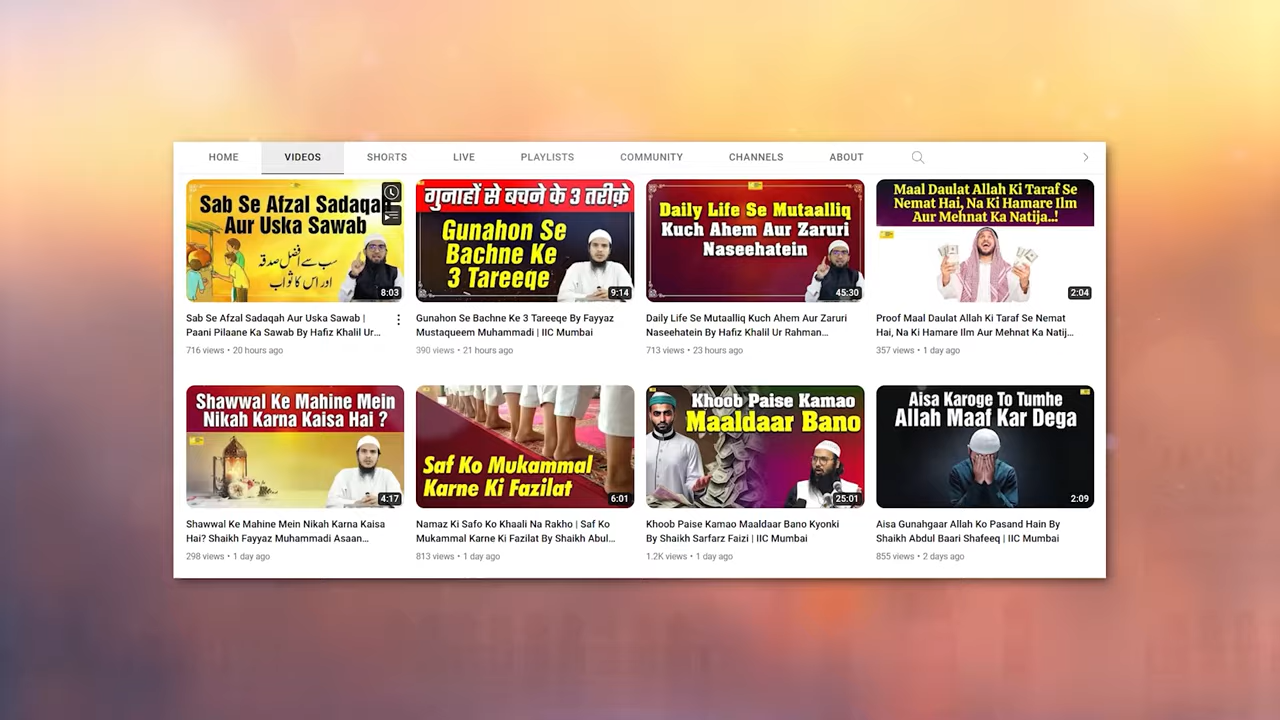 HOME VIDEOS SHORTS LIVE PLAYLISTS COMMUNITY CHANNELS ABOUT
Sab Se Afzal Sadaqah
Aur Uska Sawab
سب سے افضل صدقہ
اور اس کا ثواب
8:03
Sab Se Afzal Sadaqah Aur Uska Sawab |
Paani Pilaane Ka Sawab By Hafiz Khalil Ur...
716 views • 20 hours ago
गुनाहों से बचने के 3 तरीक़े
Gunahon Se
Bachne Ke
3 Tareeqe
9:14
Gunahon Se Bachne Ke 3 Tareeqe By Fayyaz
Mustaqueem Muhammadi | IIC Mumbai
390 views • 21 hours ago
Daily Life Se Mutaalliq
Kuch Ahem Aur Zaruri
Naseehatein
45:30
Daily Life Se Mutaalliq Kuch Ahem Aur Zaruri
Naseehatein By Hafiz Khalil Ur Rahman...
713 views • 23 hours ago
Maal Daulat Allah Ki Taraf Se
Nemat Hai, Na Ki Hamare Ilm
Aur Mehnat Ka Natija..!
2:04
Proof Maal Daulat Allah Ki Taraf Se Nemat
Hai, Na Ki Hamare Ilm Aur Mehnat Ka Natij...
357 views • 1 day ago
Shawwal Ke Mahine Mein
Nikah Karna Kaisa Hai ?
4:17
Shawwal Ke Mahine Mein Nikah Karna Kaisa
Hai? Shaikh Fayyaz Muhammadi Asaan...
298 views • 1 day ago
Saf Ko Mukammal
Karne Ki Fazilat
6:01
Namaz Ki Safo Ko Khaali Na Rakho | Saf Ko
Mukammal Karne Ki Fazilat By Shaikh Abul...
813 views • 1 day ago
Khoob Paise Kamao
Maaldaar Bano
25:01
Khoob Paise Kamao Maaldaar Bano Kyonki
By Shaikh Sarfarz Faizi | IIC Mumbai
1.2K views • 1 day ago
Aisa Karoge To Tumhe
Allah Maaf Kar Dega
2:09
Aisa Gunahgaar Allah Ko Pasand Hain By
Shaikh Abdul Baari Shafeeq | IIC Mumbai
855 views • 2 days ago